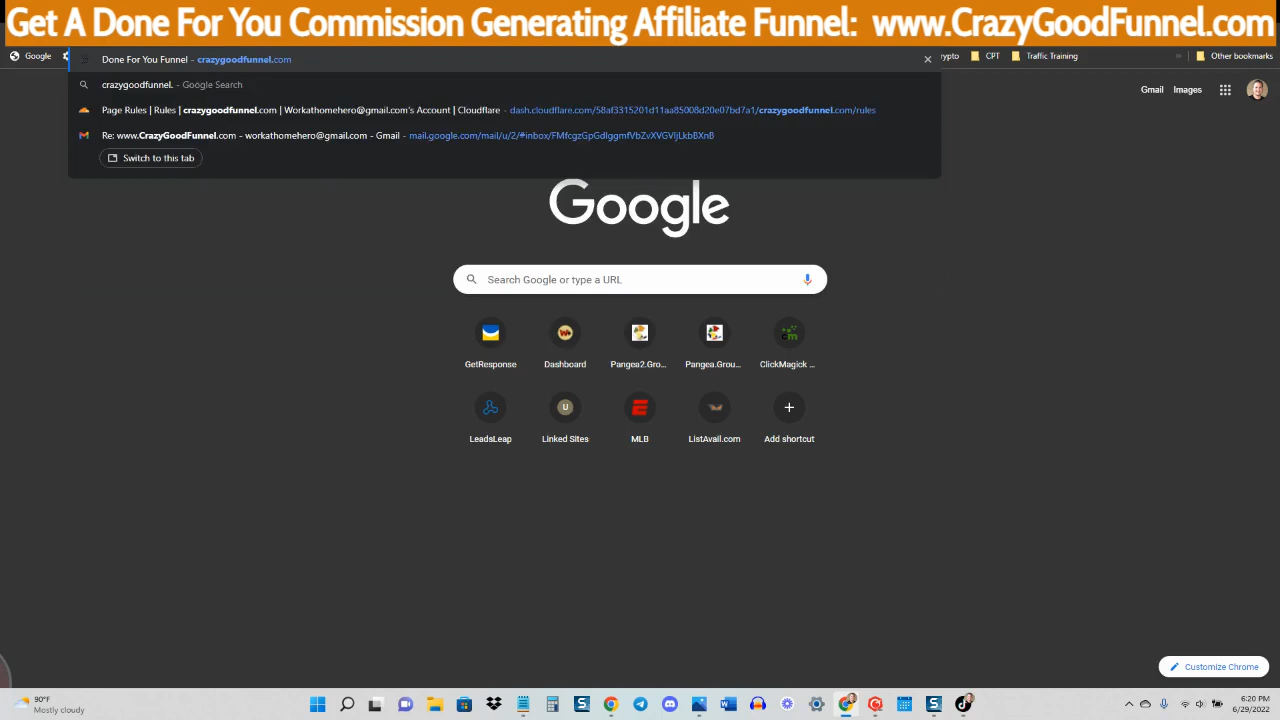 Get A Done For You Commission Generating Affiliate Funnel: www.CrazyGoodFunnel.com
Google
Done For You Funnel - crazygoodfunnel.com
ypto
CPT
Traffic Training
Other bookmarks
crazygoodfunnel. - Google Search
Gmail
Images
Page Rules | Rules | crazygoodfunnel.com | Workathomehero@gmail.com's Account | Cloudflare - dash.cloudflare.com/58af3315201d11aa85008d20e07bd7a1/crazygoodfunnel.com/rules
Re: www.CrazyGoodFunnel.com - workathomehero@gmail.com - Gmail - mail.google.com/mail/u/2/#inbox/FMfcgzGpGdIggmfVbZvXVGVljLkbBXnB
Switch to this tab
Google
Search Google or type a URL
GetResponse
Dashboard
Pangea2.Gro...
Pangea.Grou...
ClickMagick ...
U
LeadsLeap
Linked Sites
MLB
ListAvail.com
Add shortcut
Customize Chrome
90°F
Mostly cloudy
6:20 PM
6/29/2022